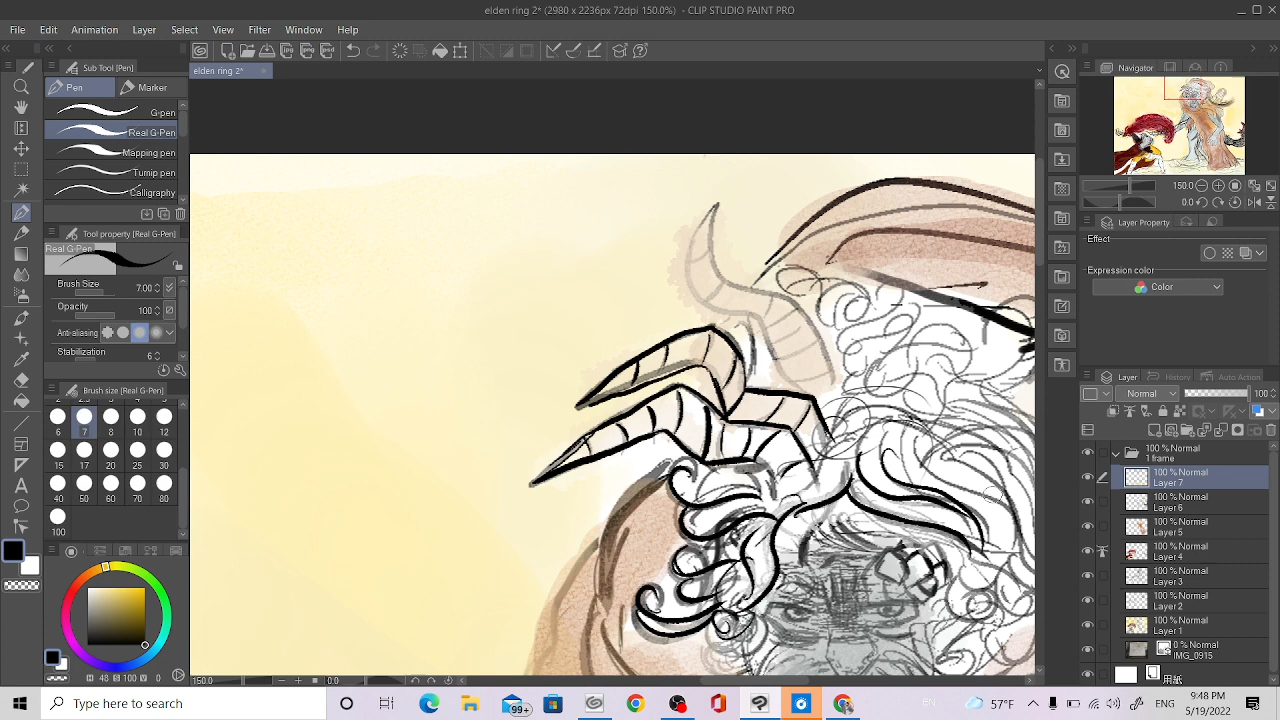 elden ring 2* (2980 x 2236px 72dpi 150.0%) - CLIP STUDIO PAINT PRO
File Edit Animation Layer Select View Filter Window Help
Sub Tool [Pen]
elden ring 2*
Navigator
Pen Marker
G-pen
Real G-Pen
Mapping pen
Turnip pen
Calligraphy
150.0
0.0
Tool property [Real G-Pen]
Real G-Pen
Layer Property
Effect
Expression color
Color
Brush Size 7.00
Opacity 100
Anti-aliasing
Stabilization 6
Brush size [Real G-Pen]
6 7 8 10 12
15 17 20 25 30
40 50 60 70 80
100
Layer History Auto Action
Normal 100
100 % Normal
1 frame
100 % Normal
Layer 7
100 % Normal
Layer 6
100 % Normal
Layer 5
100 % Normal
Layer 4
100 % Normal
Layer 3
100 % Normal
Layer 2
100 % Normal
Layer 1
0 % Normal
IMG_0915
用紙
H 48 S 100 V 0
150.0 0.0
Type here to search
99+
EN
57°F
ENG
9:48 PM
5/19/2022